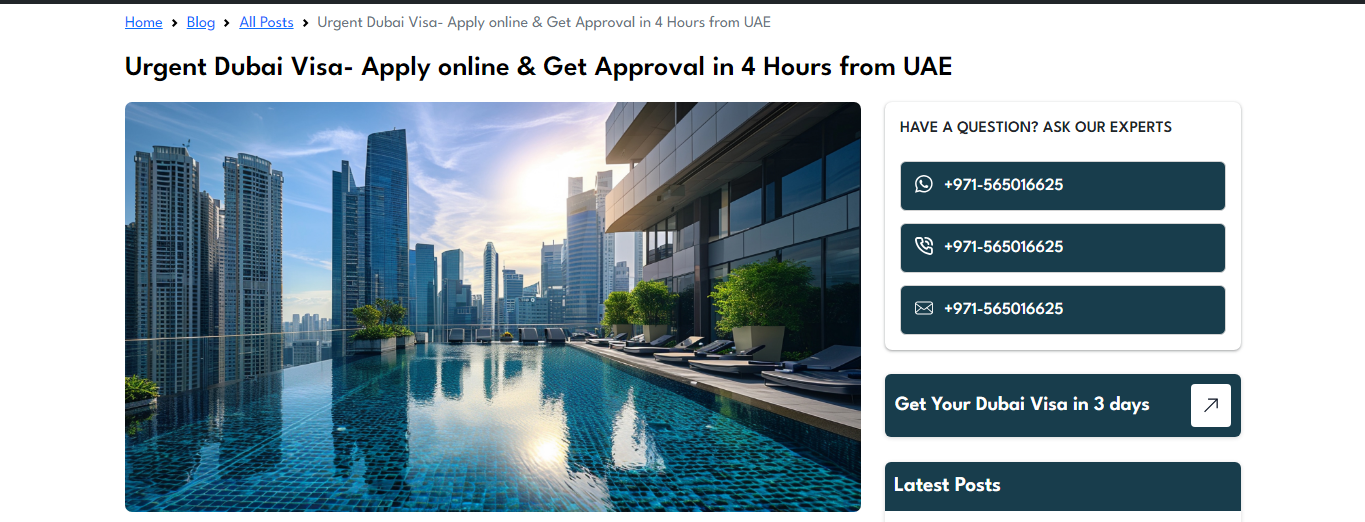 Home > Blog > All Posts > Urgent Dubai Visa- Apply online & Get Approval in 4 Hours from UAE
Urgent Dubai Visa- Apply online & Get Approval in 4 Hours from UAE
HAVE A QUESTION? ASK OUR EXPERTS
+971-565016625
+971-565016625
+971-565016625
Get Your Dubai Visa in 3 days
Latest Posts